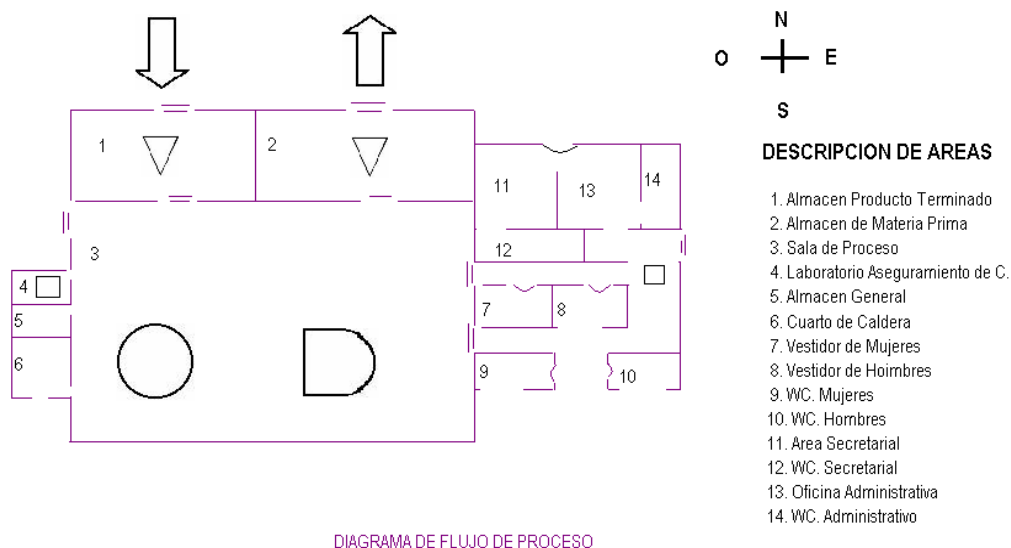 N
O
E
S
DESCRIPCION DE AREAS
1. Almacen Producto Terminado
2. Almacen de Materia Prima
3. Sala de Proceso
4. Laboratorio Aseguramiento de C.
5. Almacen General
6. Cuarto de Caldera
7. Vestidor de Mujeres
8. Vestidor de Hoimbres
9. WC. Mujeres
10. WC. Hombres
11. Area Secretarial
12. WC. Secretarial
13. Oficina Administrativa
14. WC. Administrativo
1
2
11
13
14
3
12
4
5
7
8
6
9
10
DIAGRAMA DE FLUJO DE PROCESO